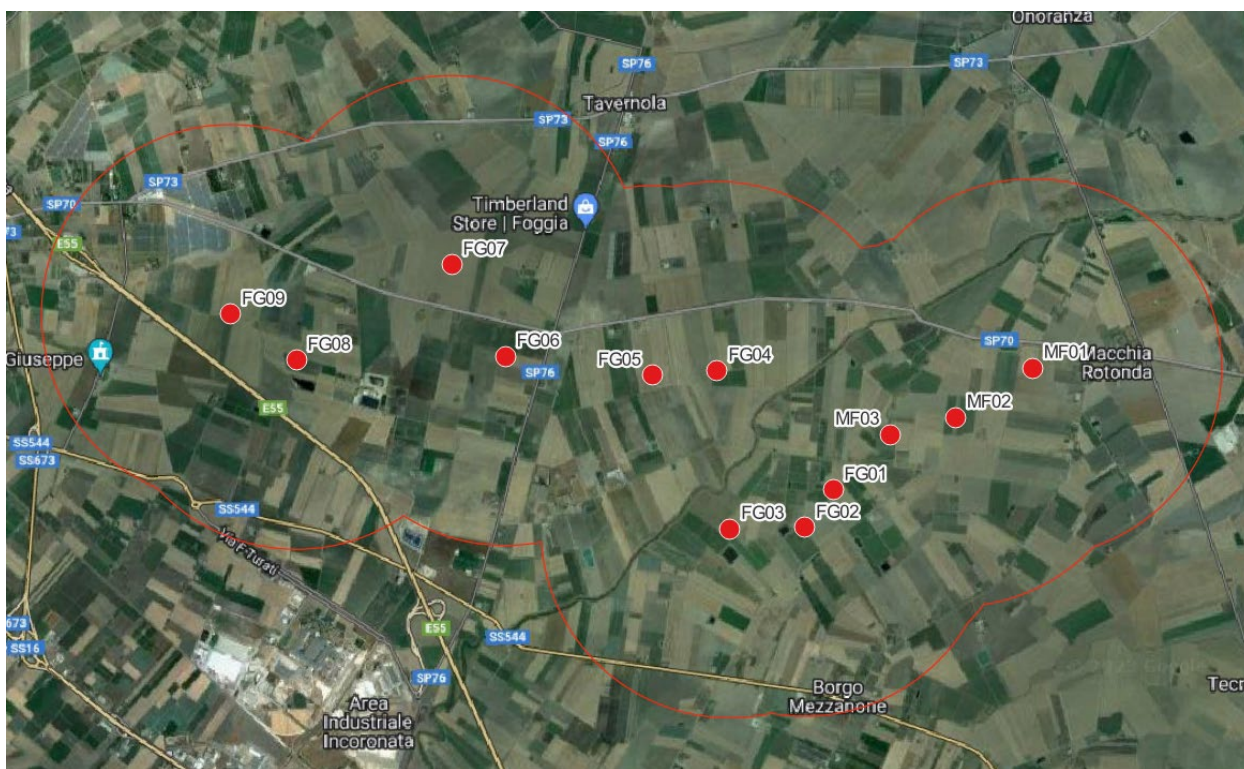 Onoranza
SP76
SP73
Tavernola
SP73
SP76
SP73
SP70
Timberland
Store | Foggia
73
E55
FG07
FG09
FG08
FG06
SP76
FG05
FG04
SP70
MF01
Macchia
Rotonda
Giuseppe
MF02
MF03
E55
SS544
SS673
FG01
FG02
FG03
SS544
Via F. Turati
673
SS16
E55
SS544
SP76
Area
Industriale
Incoronata
Borgo
Mezzanone
Tecn